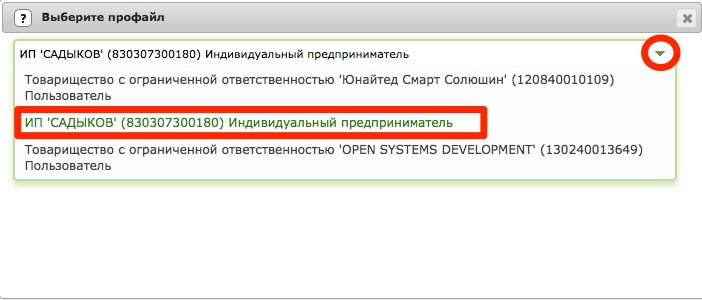 ? Выберите профайл
ИП 'САДЫКОВ' (830307300180) Индивидуальный предприниматель
Товарищество с ограниченной ответственностью 'Юнайтед Смарт Солюшин' (120840010109)
Пользователь
ИП 'САДЫКОВ' (830307300180) Индивидуальный предприниматель
Товарищество с ограниченной ответственностью 'OPEN SYSTEMS DEVELOPMENT' (130240013649)
Пользователь